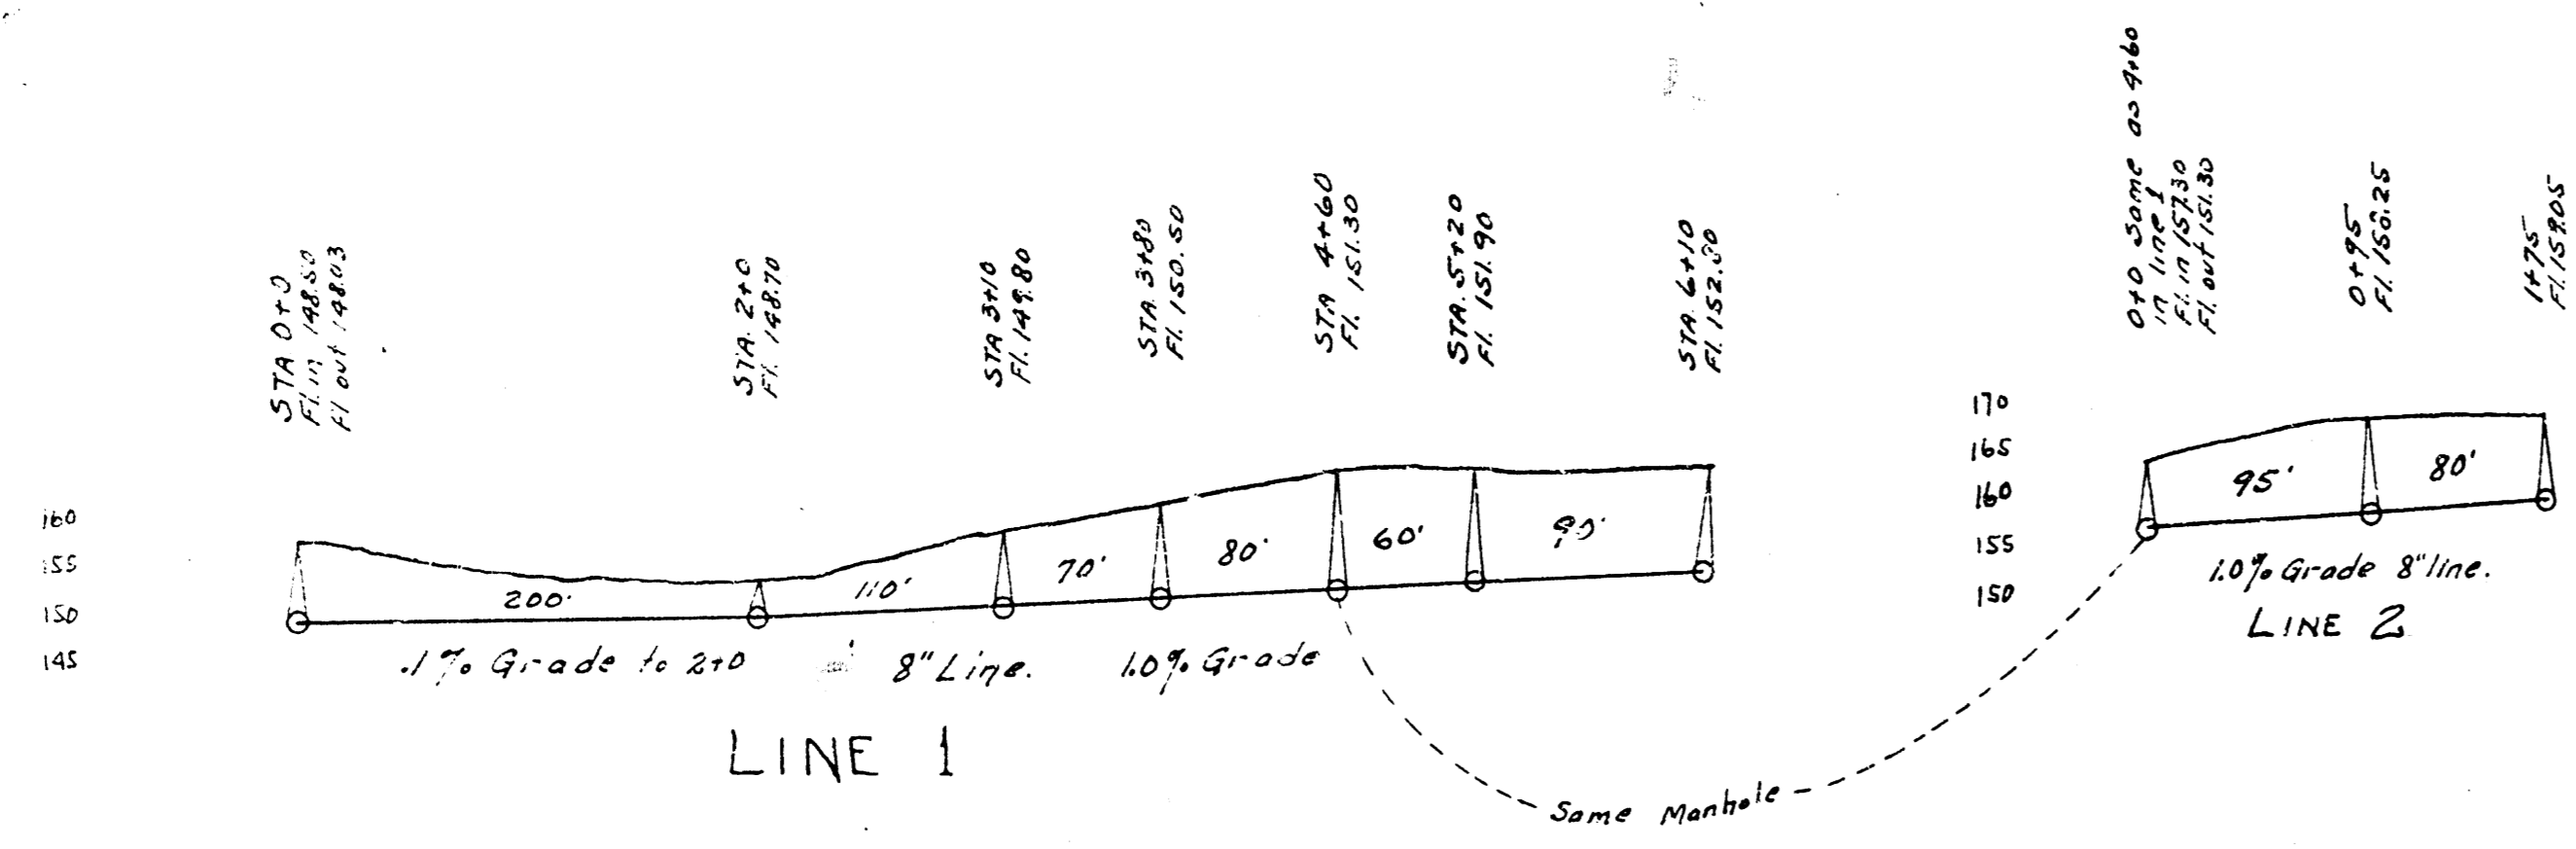 STA 0+0
Fl. in 148.50
Fl out 148.03
STA. 2+0
Fl. 148.70
STA 3+10
Fl. 149.80
STA 3+80
Fl. 150.50
STA 4+60
Fl. 151.30
STA. 5+20
Fl. 151.90
STA. 6+10
Fl. 152.80
160
155
150
145
200'
110'
70'
80'
60'
90'
.1% Grade to 2+0
8" Line.
1.0% Grade
LINE 1
Same Manhole
0+0 Same as 4+60
in line 1
Fl. in 157.30
Fl. out 151.30
0+95
Fl. 158.25
1+75
Fl. 159.05
170
165
160
155
150
95'
80'
1.0% Grade 8" line.
LINE 2